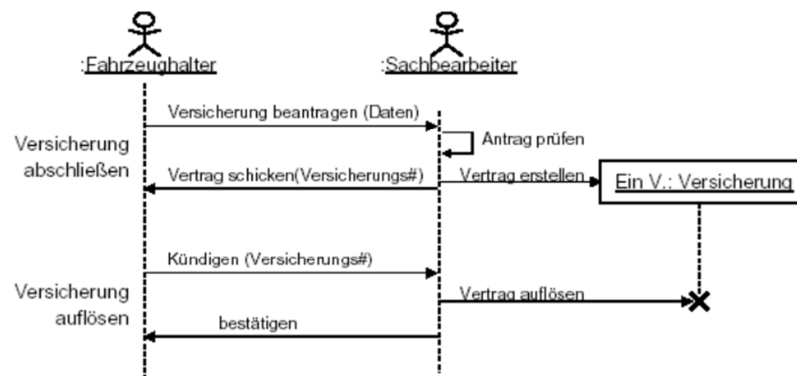 :Fahrzeughalter
:Sachbearbeiter
Versicherung beantragen (Daten)
Antrag prüfen
Versicherung
abschließen
Vertrag schicken(Versicherungs#)
Vertrag erstellen
Ein V.: Versicherung
Kündigen (Versicherungs#)
Versicherung
auflösen
Vertrag auflösen
bestätigen